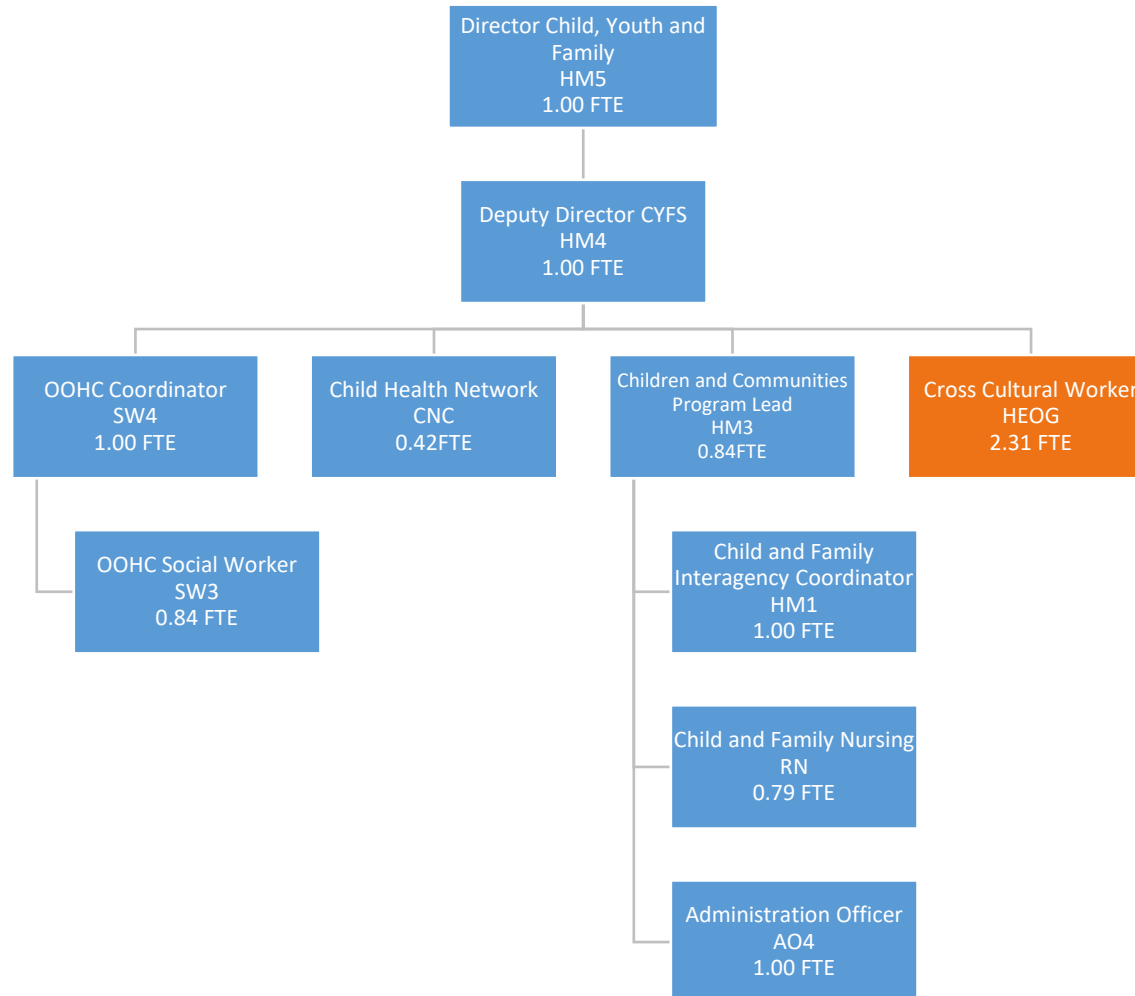 Director Child, Youth and
Family
HM5
1.00 FTE
Deputy Director CYFS
HM4
1.00 FTE
OOHC Coordinator
SW4
1.00 FTE
Child Health Network
CNC
0.42FTE
Children and Communities
Program Lead
HM3
0.84FTE
Cross Cultural Worker
HEOG
2.31 FTE
OOHC Social Worker
SW3
0.84 FTE
Child and Family
Interagency Coordinator
HM1
1.00 FTE
Child and Family Nursing
RN
0.79 FTE
Administration Officer
AO4
1.00 FTE